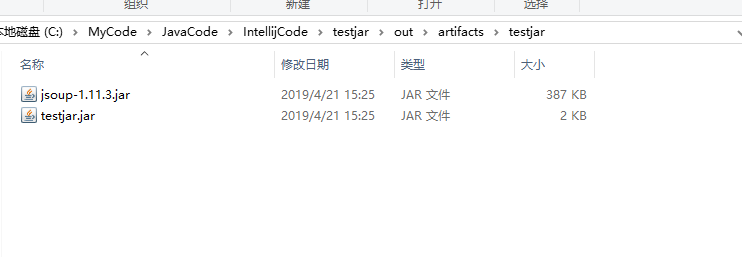 组织 新建 打开 选择
本地磁盘 (C:) > MyCode > JavaCode > IntellijCode > testjar > out > artifacts > testjar
名称 修改日期 类型 大小
jsoup-1.11.3.jar 2019/4/21 15:25 JAR 文件 387 KB
testjar.jar 2019/4/21 15:25 JAR 文件 2 KB